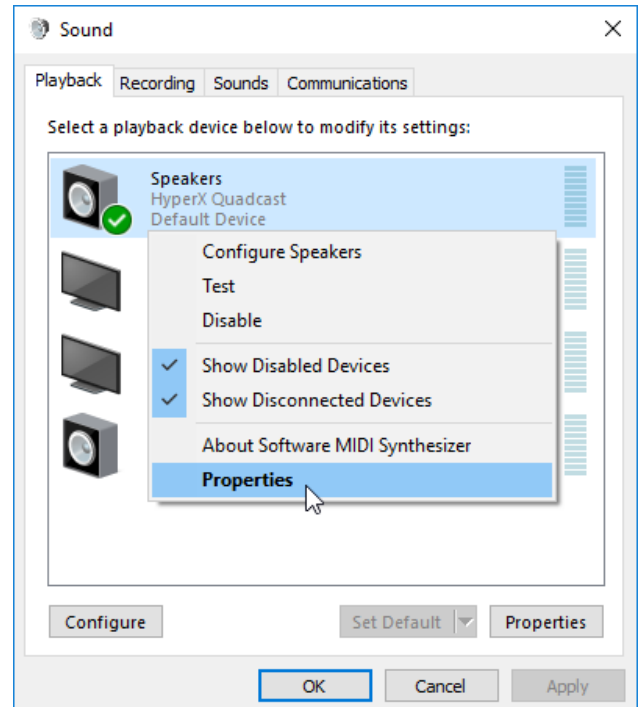 Sound
Playback Recording Sounds Communications
Select a playback device below to modify its settings:
Speakers
HyperX Quadcast
Default Device
Configure Speakers
Test
Disable
Show Disabled Devices
Show Disconnected Devices
About Software MIDI Synthesizer
Properties
Configure Set Default Properties
OK Cancel Apply